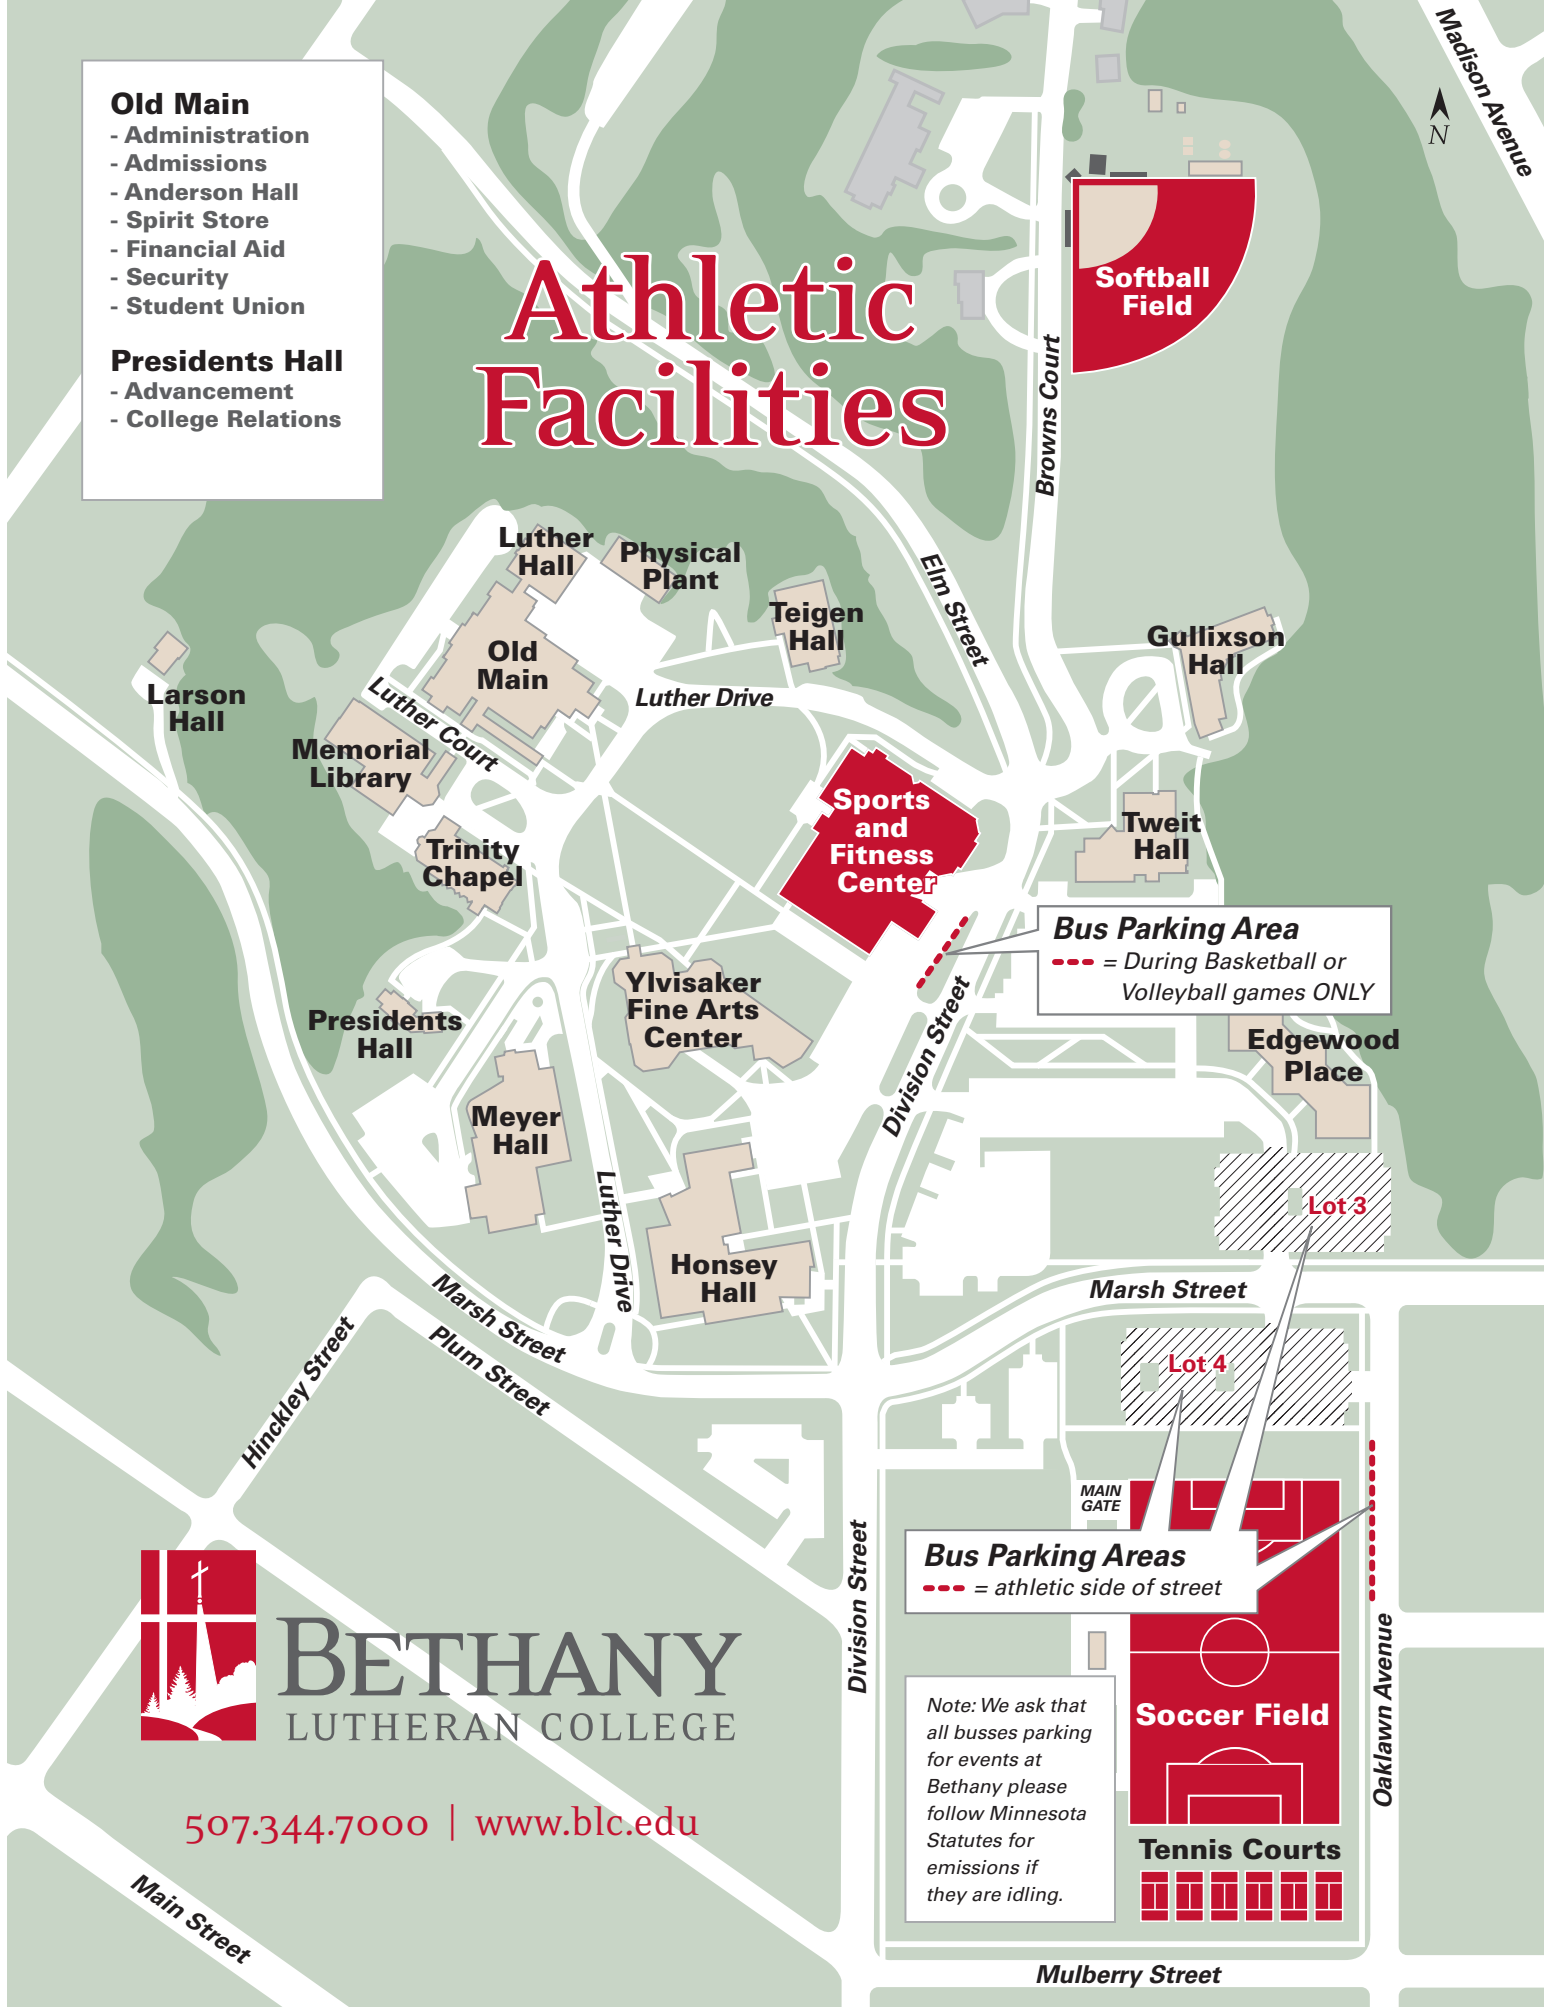 Madison Avenue
Old Main
- Administration
- Admissions
- Anderson Hall
- Spirit Store
- Financial Aid
- Security
- Student Union
Presidents Hall
- Advancement
- College Relations
N
Athletic
Facilities
Softball
Field
Browns Court
Elm Street
Luther
Hall
Physical
Plant
Teigen
Hall
Gullixson
Hall
Old
Main
Larson
Hall
Luther Court
Luther Drive
Memorial
Library
Sports
and
Fitness
Center
Tweit
Hall
Trinity
Chapel
Bus Parking Area
= During Basketball or
Volleyball games ONLY
Ylvisaker
Fine Arts
Center
Presidents
Hall
Division Street
Edgewood
Place
Meyer
Hall
Luther Drive
Lot 3
Honsey
Hall
Marsh Street
Marsh Street
Plum Street
Hinckley Street
Lot 4
MAIN
GATE
Bus Parking Areas
= athletic side of street
Division Street
Oaklawn Avenue
BETHANY
LUTHERAN COLLEGE
Note: We ask that
all busses parking
for events at
Bethany please
follow Minnesota
Statutes for
emissions if
they are idling.
Soccer Field
507.344.7000 | www.blc.edu
Tennis Courts
Main Street
Mulberry Street